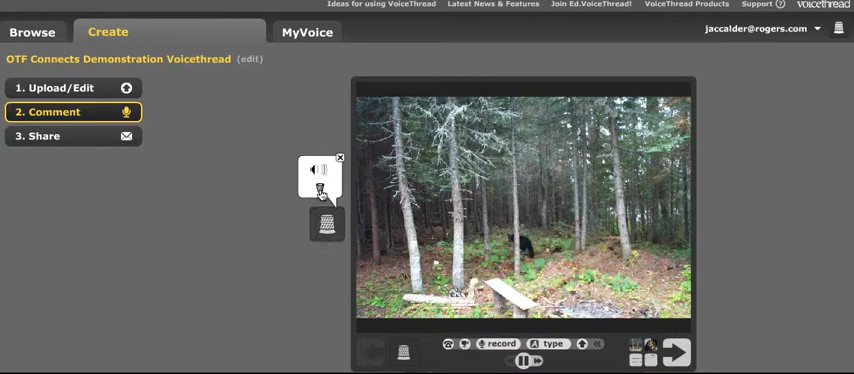 Ideas for using VoiceThread Latest News & Features Join Ed.VoiceThread! VoiceThread Products Support ? voicethread
Browse Create MyVoice jaccalder@rogers.com
OTF Connects Demonstration Voicethread (edit)
1. Upload/Edit
2. Comment
3. Share
record A type